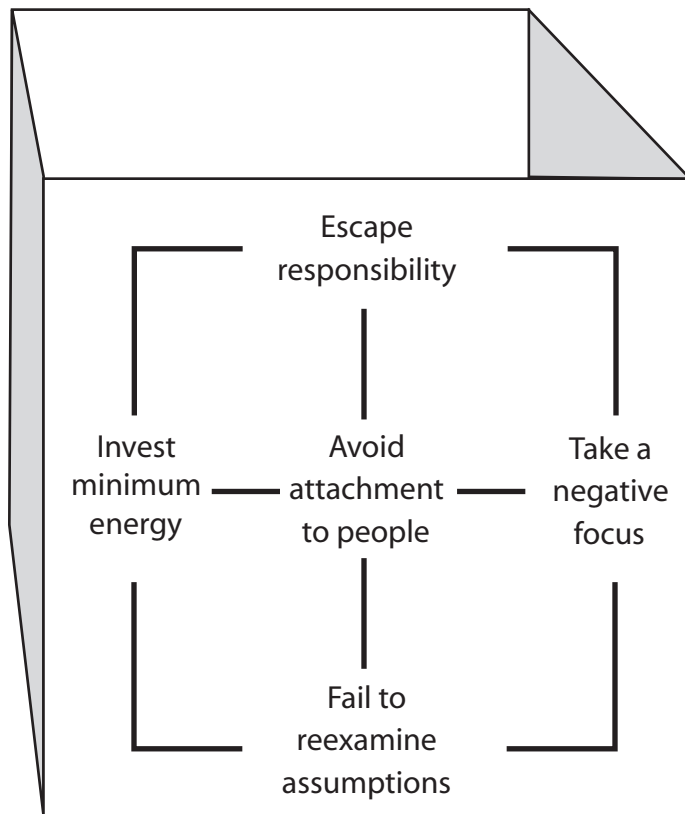 Escape
responsibility
Invest
minimum
energy
Avoid
attachment
to people
Take a
negative
focus
Fail to
reexamine
assumptions